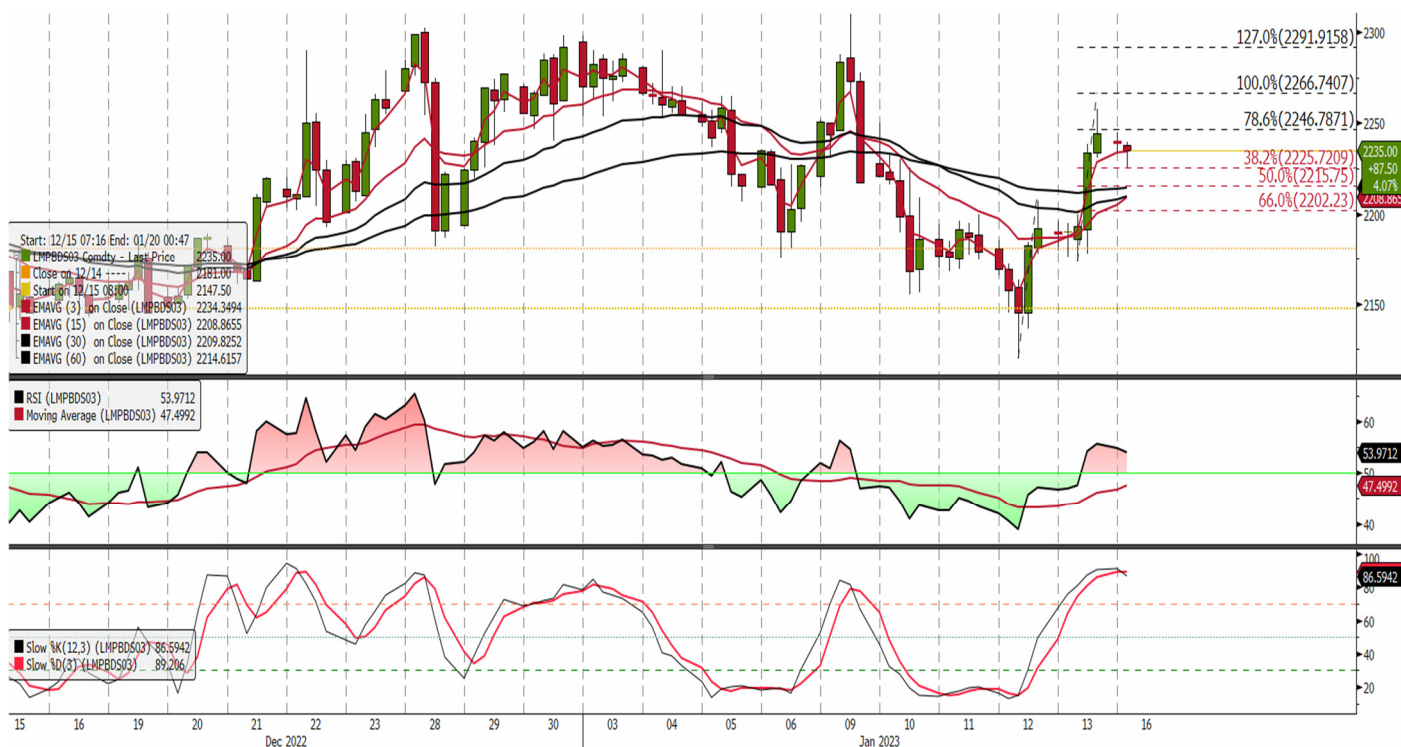 127.0%(2291.9158)
100.0%(2266.7407)
78.6%(2246.7871)
38.2%(2225.7209)
50.0%(2215.75)
66.0%(2202.23)
2300
2250
2200
2150
2235.00
+87.50
4.07%
2208.865
Start: 12/15 07:16 End: 01/20 00:47
LMPBDS03 Comdty - Last Price 2235.00
Close on 12/14 ---- 2181.00
Start on 12/15 08:00 2147.50
EMAVG (3) on Close (LMPBDS03) 2234.3494
EMAVG (15) on Close (LMPBDS03) 2208.8655
EMAVG (30) on Close (LMPBDS03) 2209.8252
EMAVG (60) on Close (LMPBDS03) 2214.6157
RSI (LMPBDS03) 53.9712
Moving Average (LMPBDS03) 47.4992
60
53.9712
50
47.4992
40
100
86.5942
80
60
40
20
Slow %K(12,3) (LMPBDS03) 86.5942
Slow %D(3) (LMPBDS03) 89.206
15 16 19 20 21 22 23 28 29 30 03 04 05 06 09 10 11 12 13 16
Dec 2022 Jan 2023